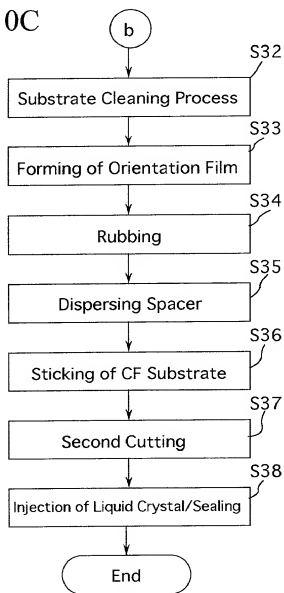 0C
b
S32
Substrate Cleaning Process
S33
Forming of Orientation Film
S34
Rubbing
S35
Dispersing Spacer
S36
Sticking of CF Substrate
S37
Second Cutting
S38
Injection of Liquid Crystal/Sealing
End